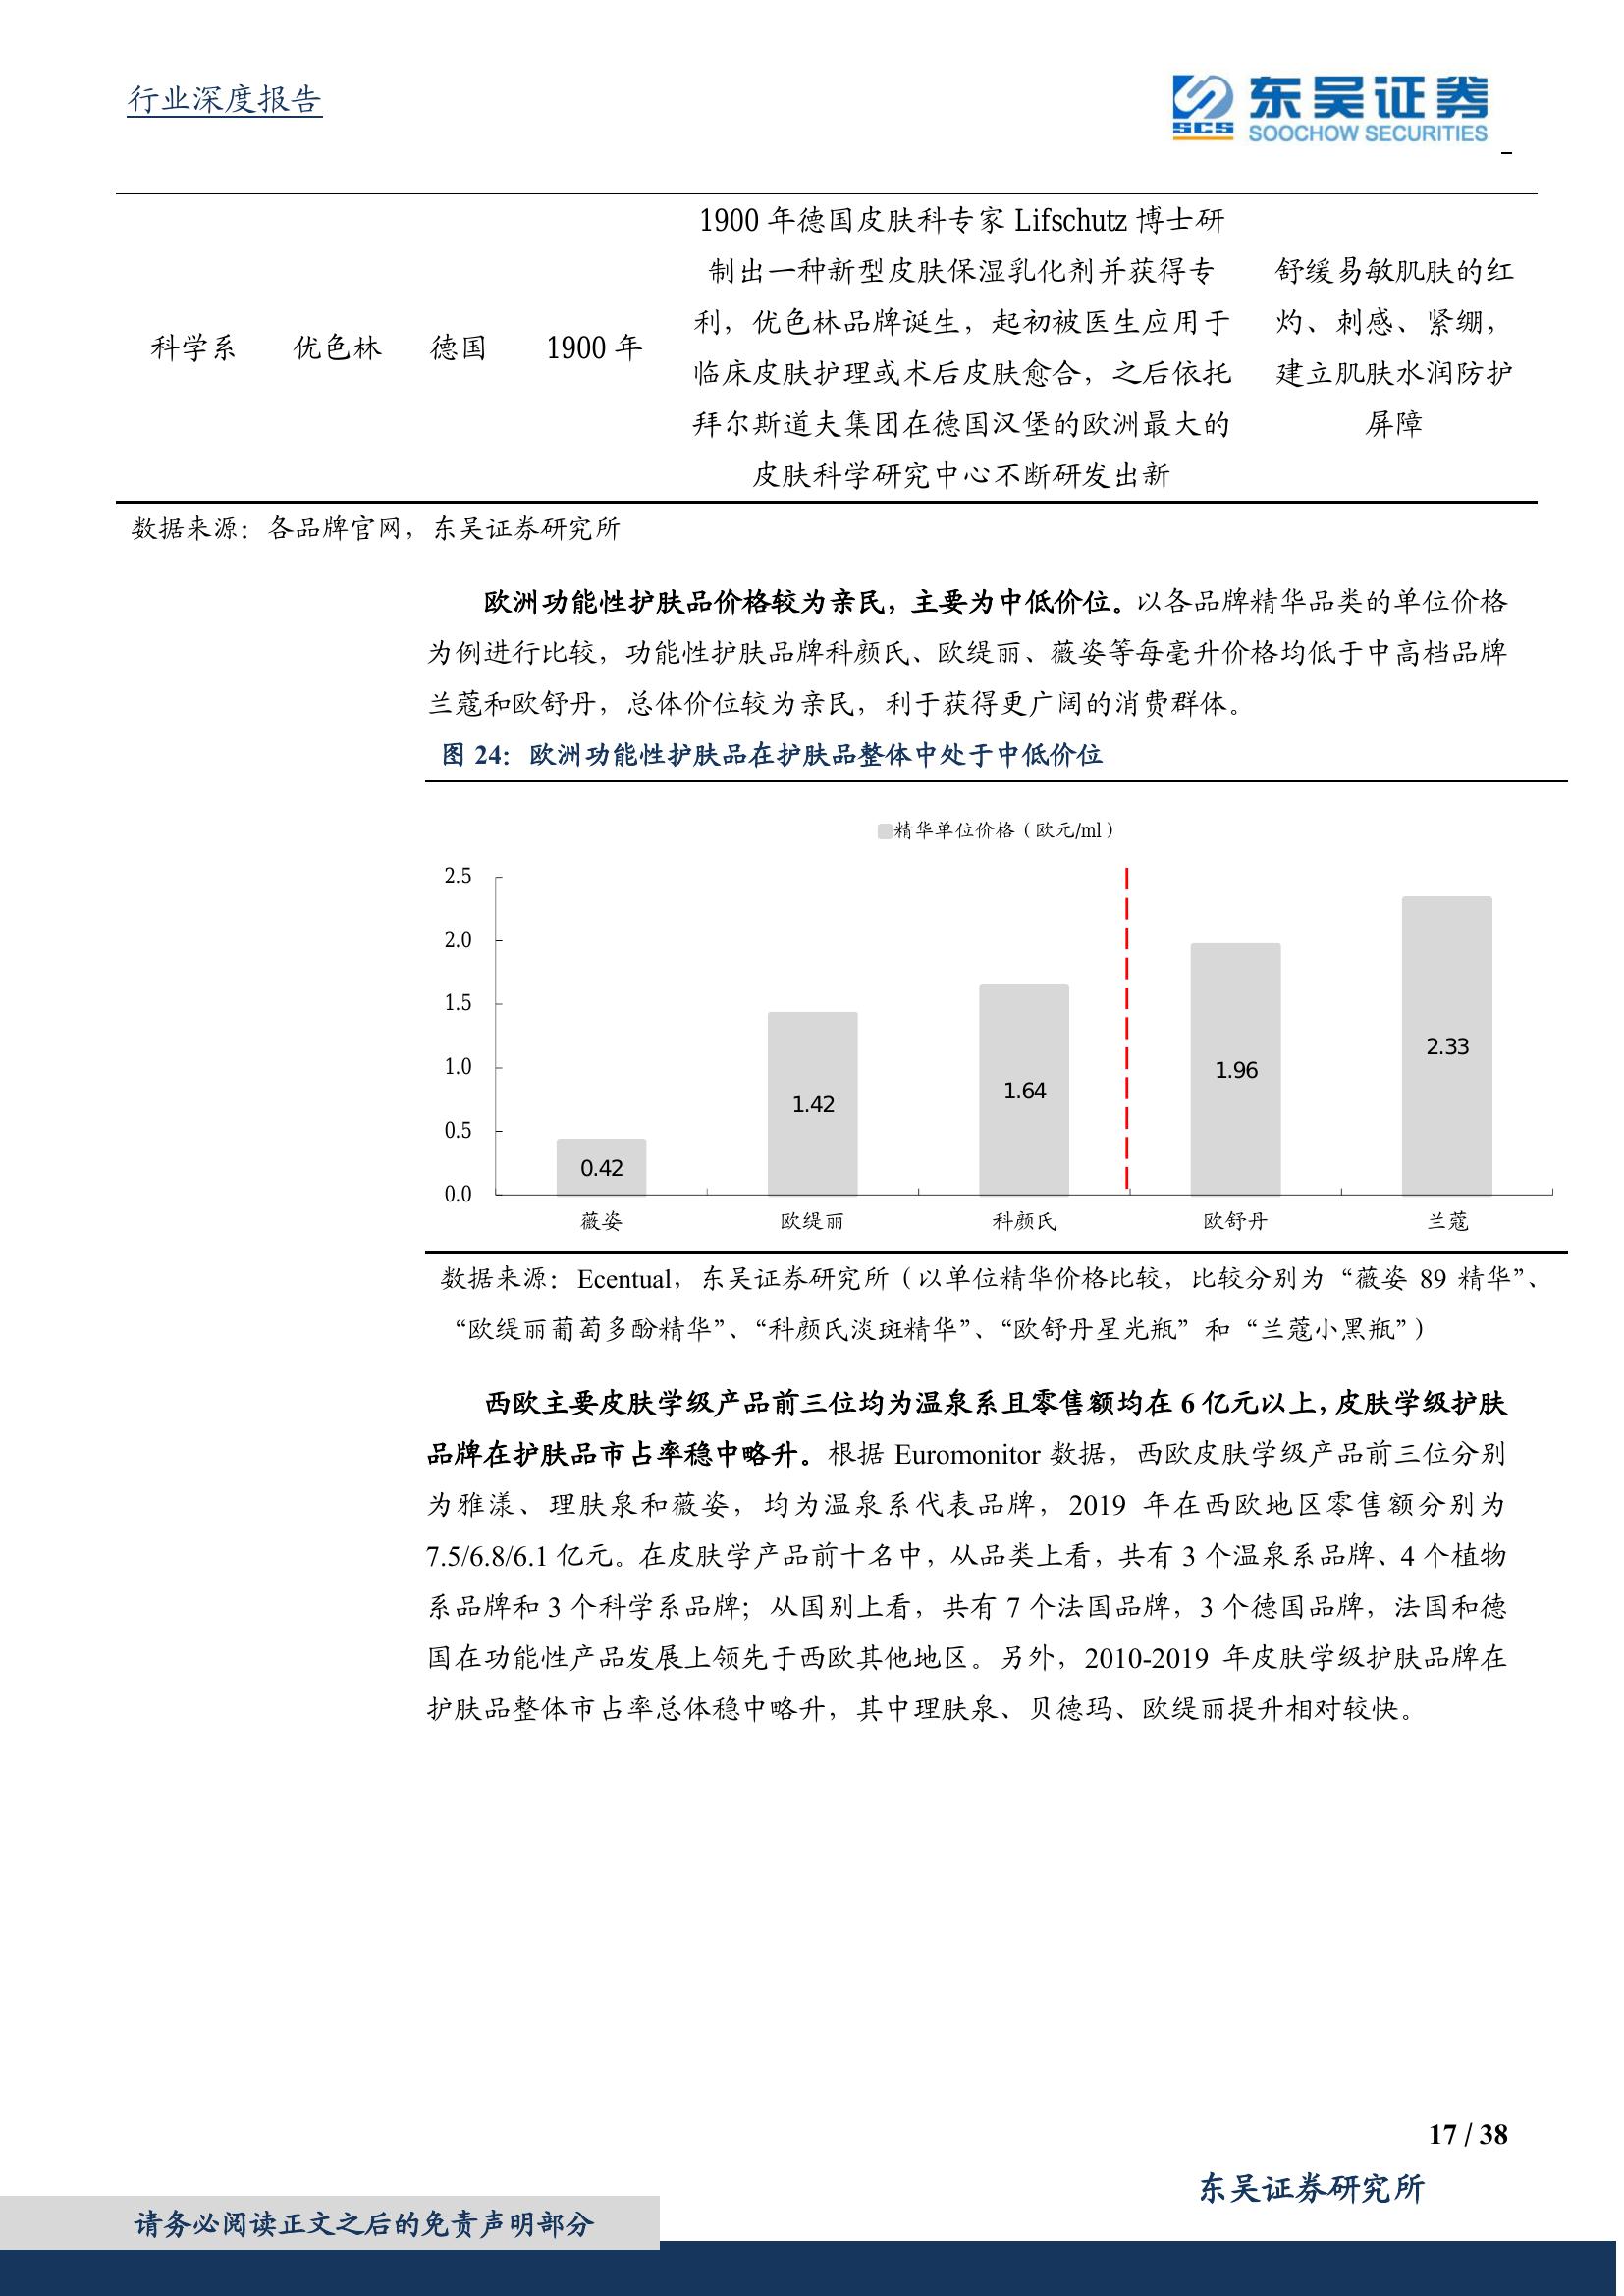 行业深度报告
SCS 东吴证券
SOOCHOW SECURITIES
1900 年德国皮肤科专家 Lifschutz 博士研
制出一种新型皮肤保湿乳化剂并获得专
利，优色林品牌诞生，起初被医生应用于
临床皮肤护理或术后皮肤愈合，之后依托
拜尔斯道夫集团在德国汉堡的欧洲最大的
皮肤科学研究中心不断研发出新
科学系 优色林 德国 1900 年
舒缓易敏肌肤的红
灼、刺感、紧绷，
建立肌肤水润防护
屏障
数据来源：各品牌官网，东吴证券研究所
欧洲功能性护肤品价格较为亲民，主要为中低价位。以各品牌精华品类的单位价格
为例进行比较，功能性护肤品牌科颜氏、欧缇丽、薇姿等每毫升价格均低于中高档品牌
兰蔻和欧舒丹，总体价位较为亲民，利于获得更广阔的消费群体。
图 24：欧洲功能性护肤品在护肤品整体中处于中低价位
精华单位价格（欧元/ml）
2.5
2.0
1.5
1.0
0.5
0.0
0.42
1.42
1.64
1.96
2.33
薇姿 欧缇丽 科颜氏 欧舒丹 兰蔻
数据来源：Ecentual，东吴证券研究所（以单位精华价格比较，比较分别为“薇姿 89 精华”、
“欧缇丽葡萄多酚精华”、“科颜氏淡斑精华”、“欧舒丹星光瓶”和“兰蔻小黑瓶”）
西欧主要皮肤学级产品前三位均为温泉系且零售额均在 6 亿元以上，皮肤学级护肤
品牌在护肤品市占率稳中略升。根据 Euromonitor 数据，西欧皮肤学级产品前三位分别
为雅漾、理肤泉和薇姿，均为温泉系代表品牌，2019 年在西欧地区零售额分别为
7.5/6.8/6.1 亿元。在皮肤学产品前十名中，从品类上看，共有 3 个温泉系品牌、4 个植物
系品牌和 3 个科学系品牌；从国别上看，共有 7 个法国品牌，3 个德国品牌，法国和德
国在功能性产品发展上领先于西欧其他地区。另外，2010-2019 年皮肤学级护肤品牌在
护肤品整体市占率总体稳中略升，其中理肤泉、贝德玛、欧缇丽提升相对较快。
17 / 38
东吴证券研究所
请务必阅读正文之后的免责声明部分